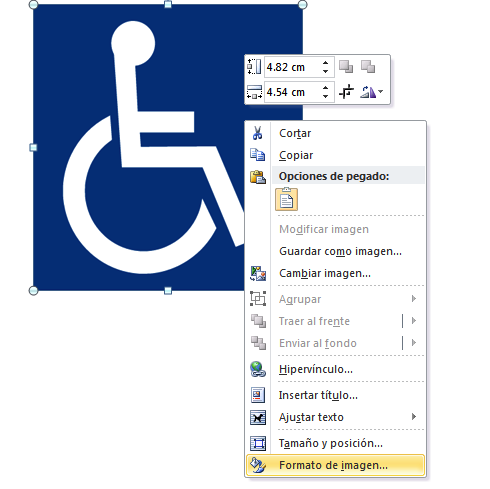 4.82 cm
4.54 cm
Cortar
Copiar
Opciones de pegado:
Modificar imagen
Guardar como imagen...
Cambiar imagen...
Agrupar
Traer al frente
Enviar al fondo
Hipervínculo...
Insertar título...
Ajustar texto
Tamaño y posición...
Formato de imagen...